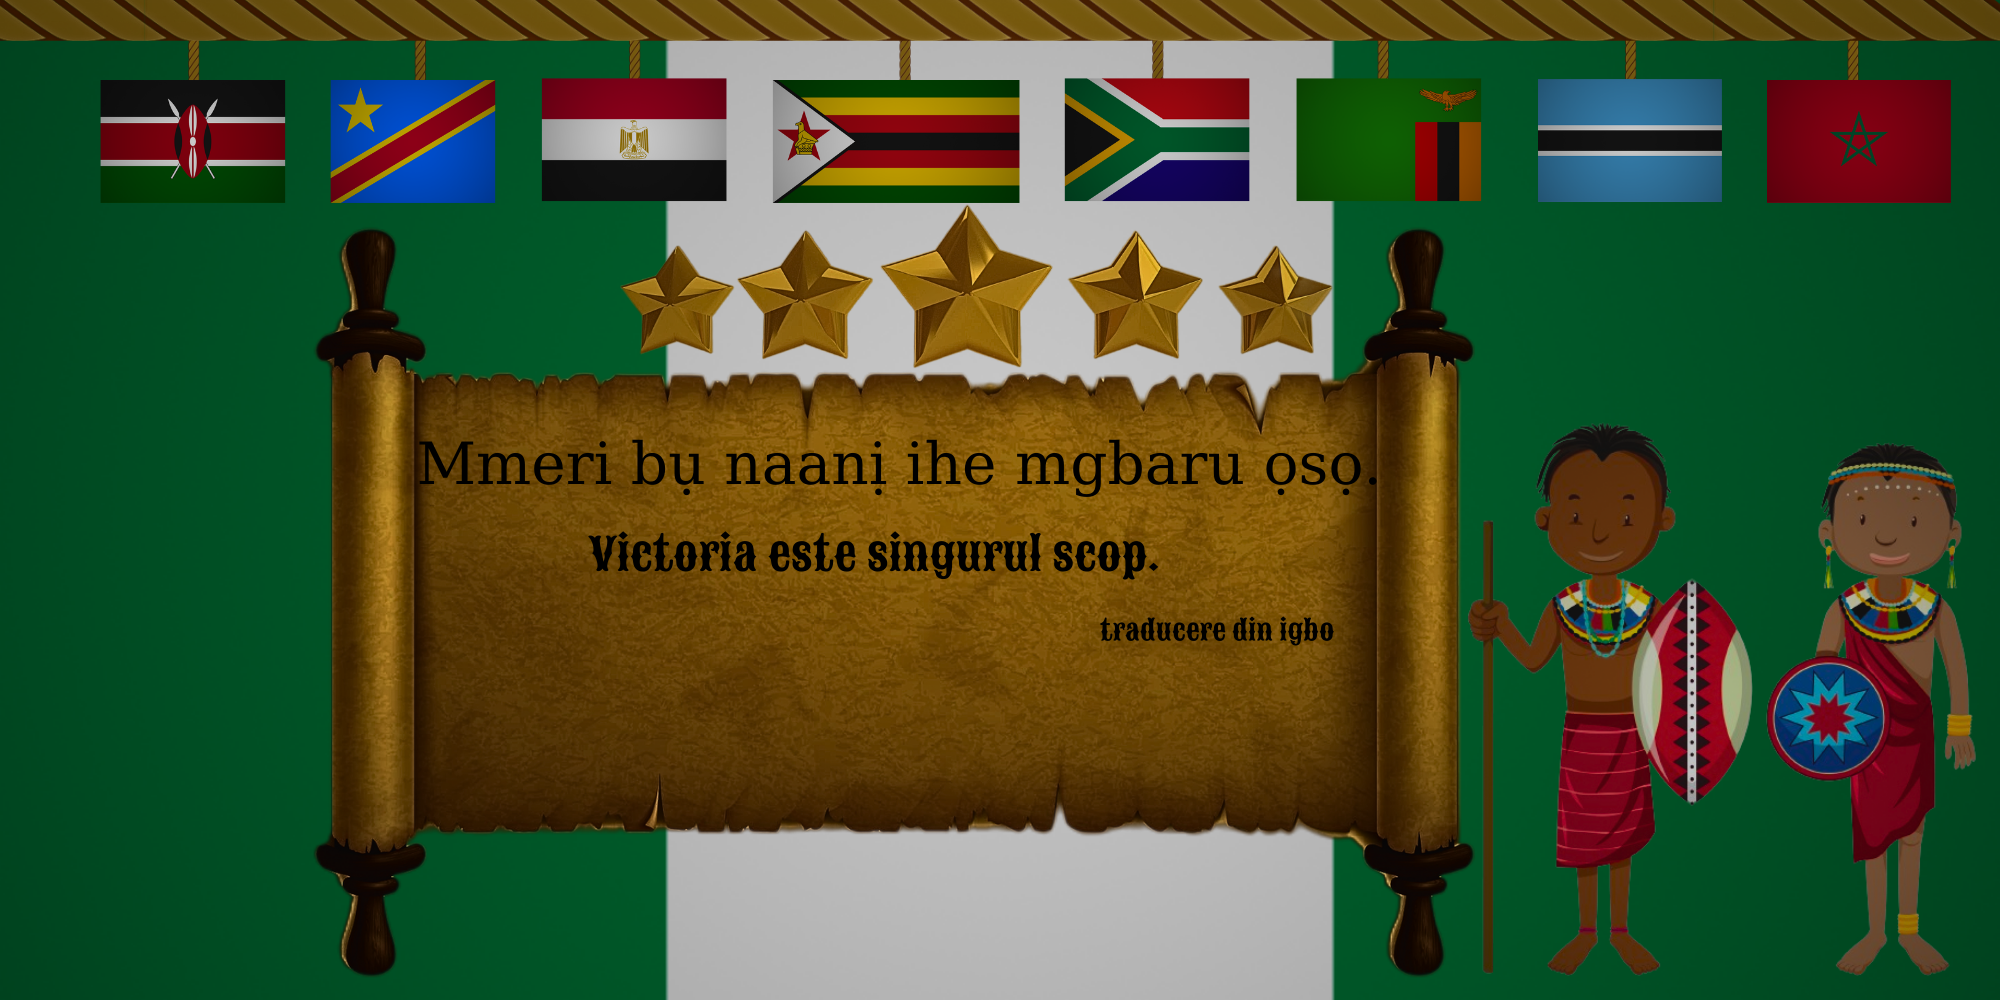 Mmeri bụ naanị ihe mgbaru ọsọ.
Victoria este singurul scop.
traducere din igbo